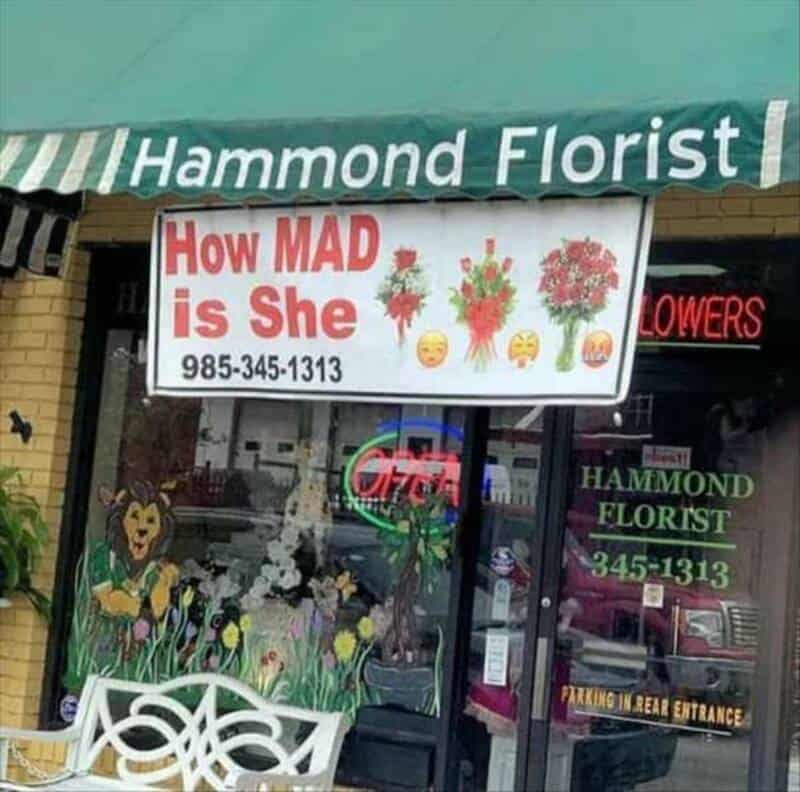 Hammond Florist
How MAD
is She
985-345-1313
LOWERS
OPEN
HAMMOND
FLORIST
345-1313
PARKING IN REAR ENTRANCE